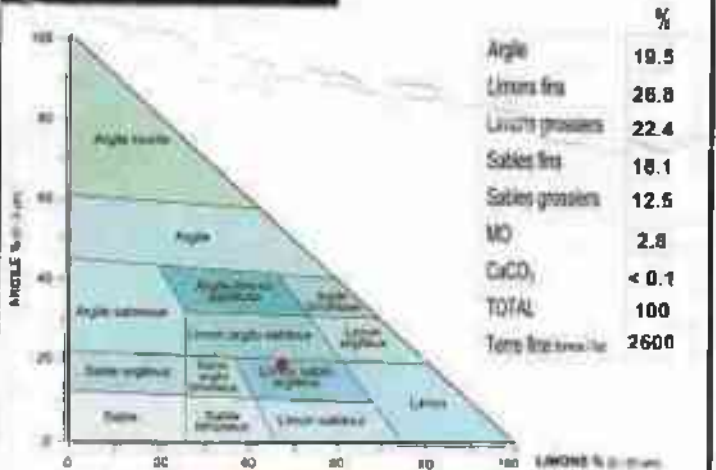 100
80
60
40
20
0
ARGILE %
Argile lourde
Argile
Argile sableuse
Limon argilo-sableux
Limon argileux
Sable argileux
Limon sablo-argileux
Sable
Sable limoneux
Limon sableux
Limon
0
20
40
60
80
100
LIMONS %
%
Argile 19.5
Limons fins 26.8
Limons grossiers 22.4
Sables fins 16.1
Sables grossiers 12.5
MO 2.8
CaCO₃ < 0.1
TOTAL 100
Terre fine 2600